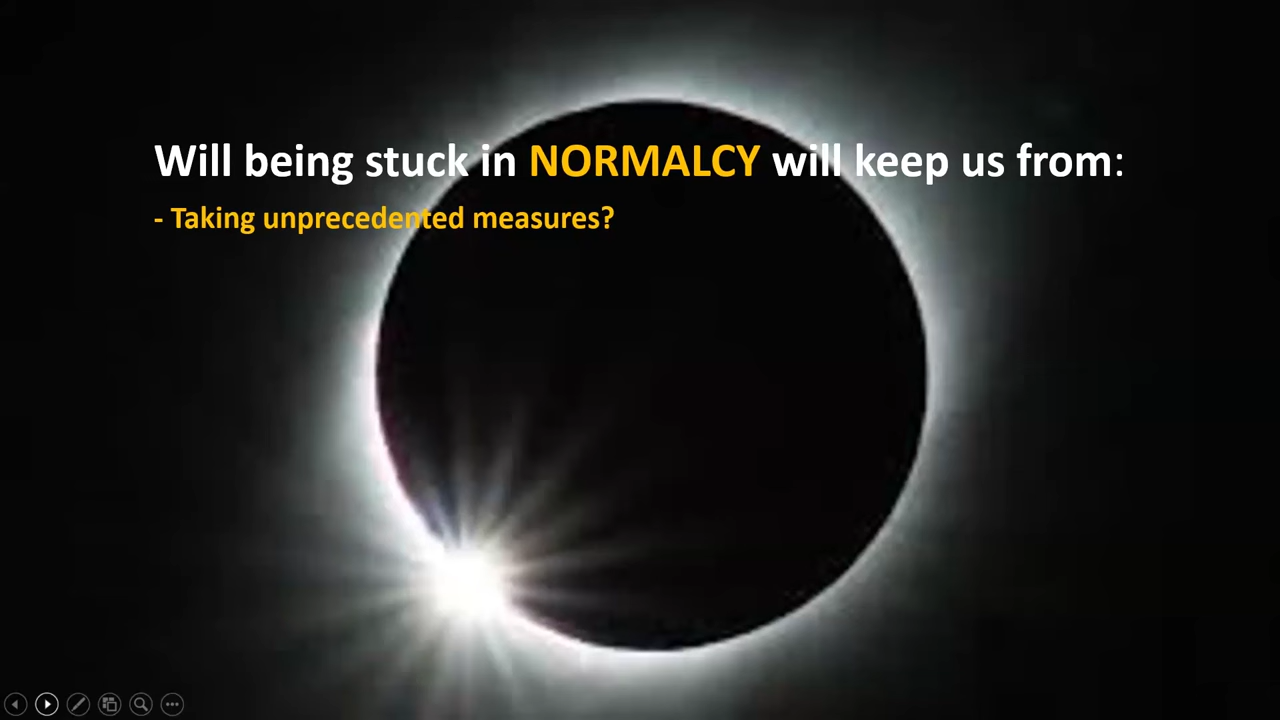 Will being stuck in NORMALCY will keep us from:
- Taking unprecedented measures?